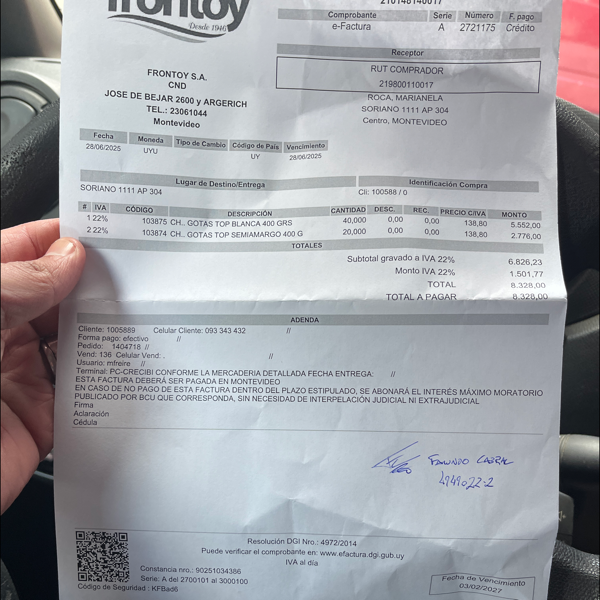 frontoy
Desde 1946
210148140017
Comprobante Serie Número F. pago
e-Factura A 2721175 Crédito
Receptor
RUT COMPRADOR
219800110017
ROCA, MARIANELA
SORIANO 1111 AP 304
Centro, MONTEVIDEO
FRONTOY S.A.
CND
JOSE DE BEJAR 2600 y ARGERICH
TEL.: 23061044
Montevideo
Fecha Moneda Tipo de Cambio Código de País Vencimiento
28/06/2025 UYU UY 28/06/2025
Lugar de Destino/Entrega Identificación Compra
SORIANO 1111 AP 304 Cli: 100588 / 0
# IVA CÓDIGO DESCRIPCIÓN CANTIDAD DESC. REC. PRECIO C/IVA MONTO
1 22% 103875 CH.. GOTAS TOP BLANCA 400 GRS 40,000 0,00 0,00 138,80 5.552,00
2 22% 103874 CH.. GOTAS TOP SEMIAMARGO 400 G 20,000 0,00 0,00 138,80 2.776,00
TOTALES
Subtotal gravado a IVA 22% 6.826,23
Monto IVA 22% 1.501,77
TOTAL 8.328,00
TOTAL A PAGAR 8.328,00
ADENDA
Cliente: 1005889 Celular Cliente: 093 343 432 //
Forma pago: efectivo //
Pedido: 1404718 //
Vend: 136 Celular Vend: . //
Usuario: mfreire //
Terminal: PC-CRECIBI CONFORME LA MERCADERIA DETALLADA FECHA ENTREGA: //
ESTA FACTURA DEBERÁ SER PAGADA EN MONTEVIDEO
EN CASO DE NO PAGO DE ESTA FACTURA DENTRO DEL PLAZO ESTIPULADO, SE ABONARÁ EL INTERÉS MÁXIMO MORATORIO
PUBLICADO POR BCU QUE CORRESPONDA, SIN NECESIDAD DE INTERPELACIÓN JUDICIAL NI EXTRAJUDICIAL
Firma
Aclaración
Cédula
CABRAL
Resolución DGI Nro.: 4972/2014
Puede verificar el comprobante en: www.efactura.dgi.gub.uy
IVA al día
Constancia nro.: 90251034386
Serie: A del 2700101 al 3000100
Código de Seguridad : KFBad6
Fecha de Vencimiento
03/02/2027